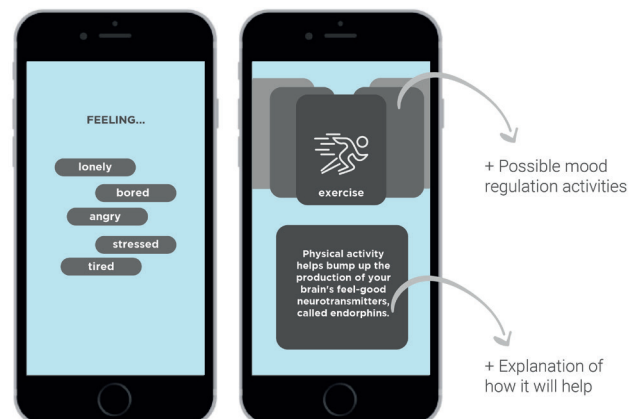 FEELING...
lonely
bored
angry
stressed
tired
exercise
Physical activity
helps bump up the
production of your
brain's feel-good
neurotransmitters,
called endorphins.
+ Possible mood
regulation activities
+ Explanation of
how it will help